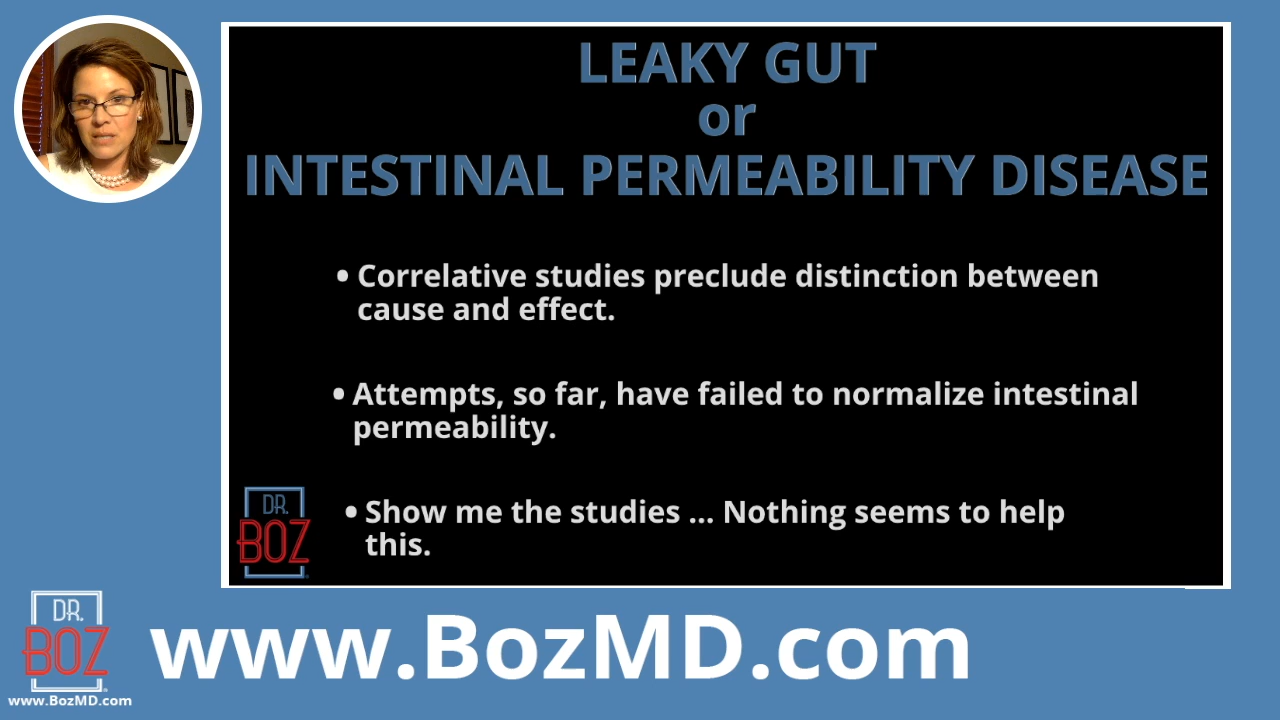 LEAKY GUT
or
INTESTINAL PERMEABILITY DISEASE
• Correlative studies preclude distinction between
cause and effect.
• Attempts, so far, have failed to normalize intestinal
permeability.
• Show me the studies ... Nothing seems to help
this.
DR.
BOZ
DR.
BOZ
www.BozMD.com
www.BozMD.com